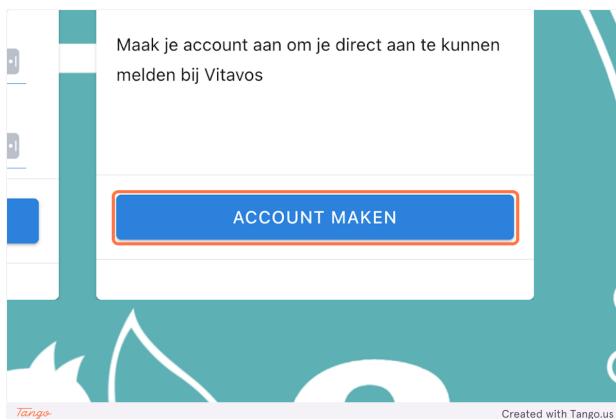 Maak je account aan om je direct aan te kunnen
melden bij Vitavos
ACCOUNT MAKEN
Tango
Created with Tango.us